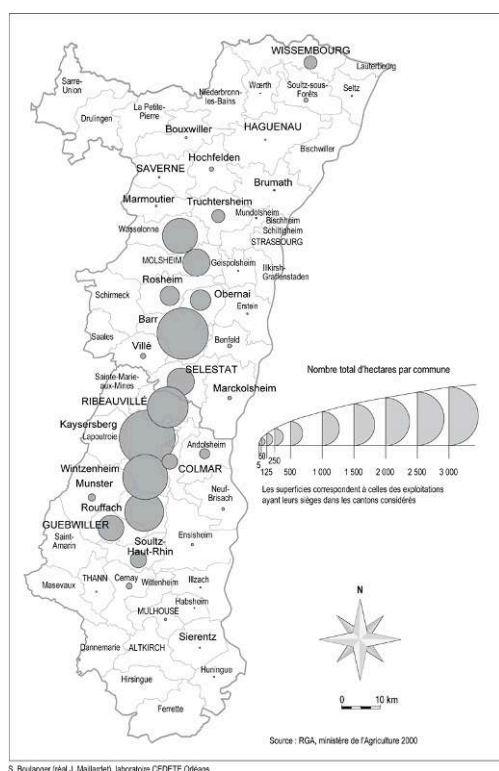 WISSEMBOURG
Lauterbourg
Sarre-
Union
Niederbronn-
les-Bains
Wœrth
Soultz-sous-
Forêts
Seltz
La Petite-
Pierre
Drulingen
Bouxwiller
HAGUENAU
Bischwiller
Hochfelden
SAVERNE
Brumath
Marmoutier
Truchtersheim
Mundolsheim
Bischheim
Schiltigheim
Wasselonne
STRASBOURG
MOLSHEIM
Geispolsheim
Illkirsh-
Grafenstaden
Rosheim
Schirmeck
Obernai
Erstein
Barr
Saales
Villé
Benfeld
SELESTAT
Sainte-Marie-
aux-Mines
Marckolsheim
RIBEAUVILLÉ
Kaysersberg
Lapoutroie
Andolsheim
Wintzenheim
COLMAR
Munster
Neuf-
Brisach
Rouffach
GUEBWILLER
Saint-
Amarin
Ensisheim
Soultz-
Haut-Rhin
THANN
Cernay
Masevaux
Wittenheim
Illzach
Habsheim
MULHOUSE
Sierentz
Dannemarie
ALTKIRCH
Hirsingue
Huningue
Ferrette
Nombre total d'hectares par commune
5
50
125
250
500
1 000
1 500
2 000
2 500
3 000
Les superficies correspondent à celles des exploitations
ayant leurs sièges dans les cantons considérés
N
0 10 km
Source : RGA, ministère de l'Agriculture 2000
S. Boulanger (réal J. Maillardet), laboratoire CEDETE Orléans